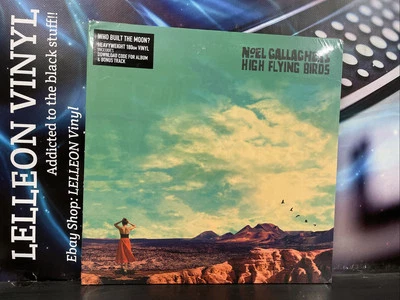 LELLEON VINYL
Addicted to the black stuff!!
Ebay Shop: LELLEON Vinyl
WHO BUILT THE MOON?
HEAVYWEIGHT 180GM VINYL
INCLUDES
DOWNLOAD CODE FOR ALBUM
& BONUS TRACK
NOEL GALLAGHER'S
HIGH FLYING BIRDS